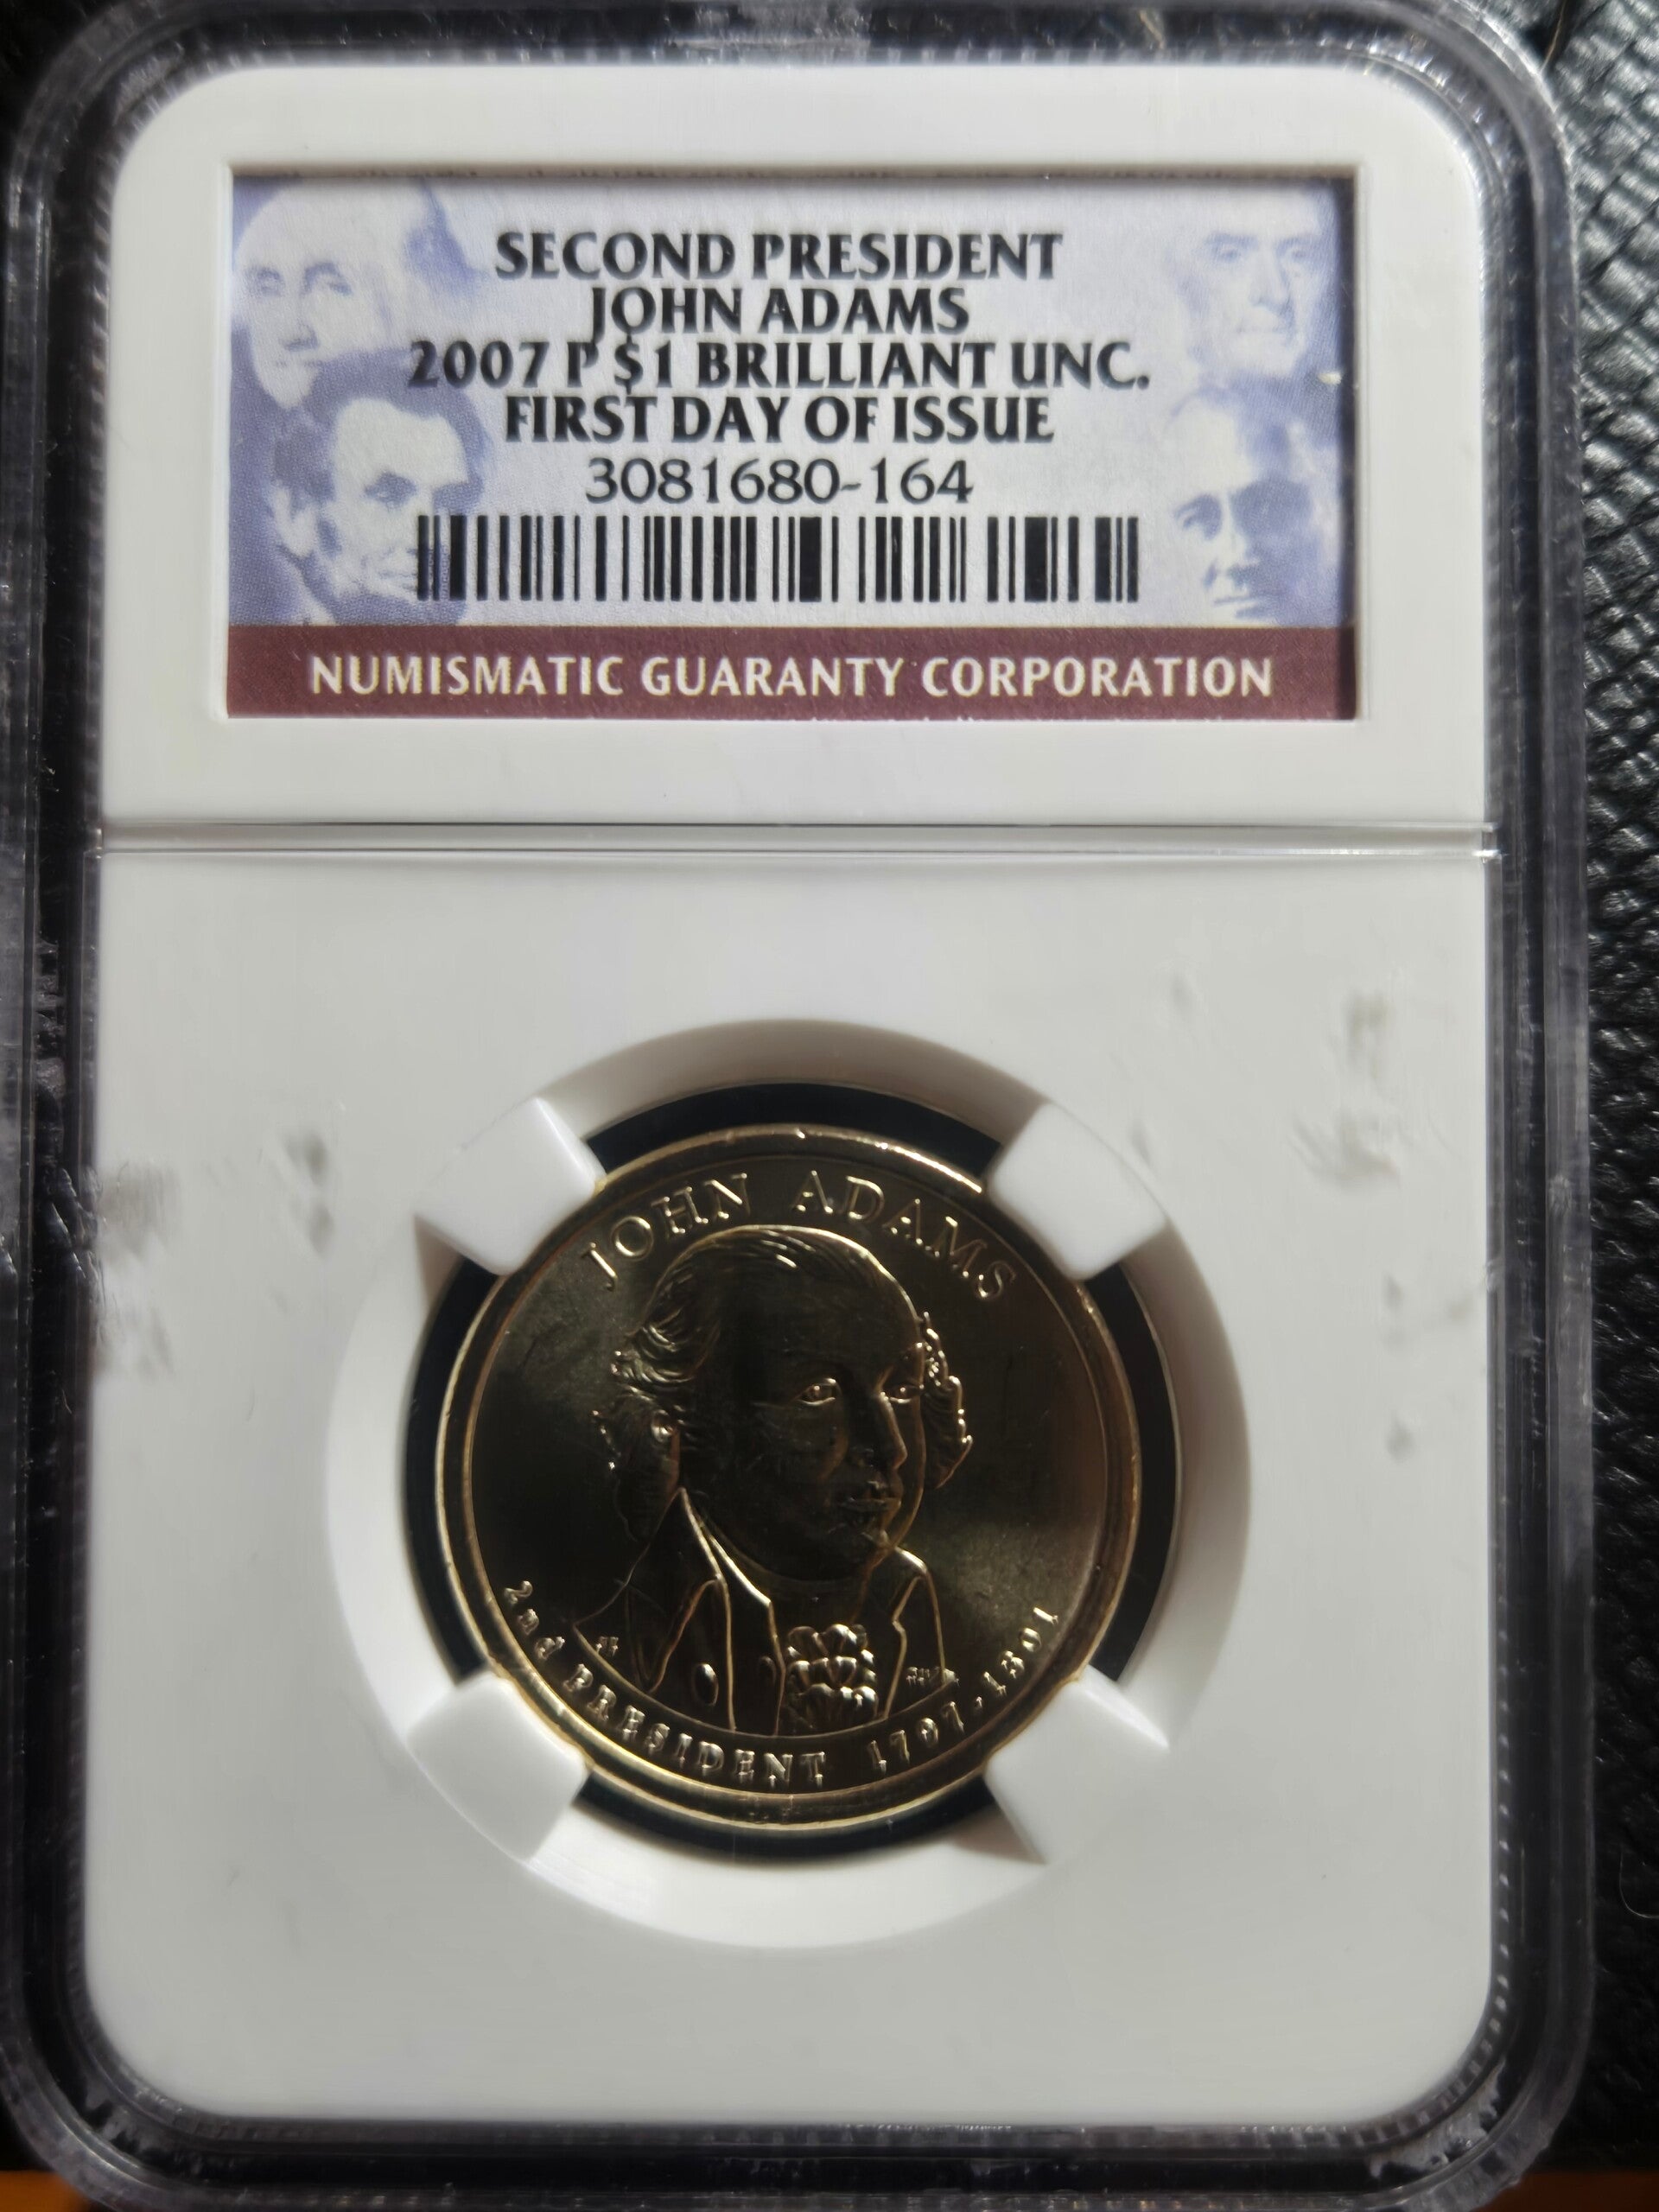 SECOND PRESIDENT
JOHN ADAMS
2007 P $1 BRILLIANT UNC.
FIRST DAY OF ISSUE
3081680-164
NUMISMATIC GUARANTY CORPORATION
JOHN ADAMS
2nd PRESIDENT 1797-1801